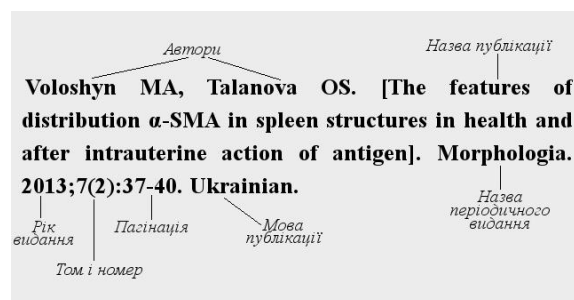 Автори
Назва публікації
Voloshyn MA, Talanova OS. [The features of
distribution α-SMA in spleen structures in health and
after intrauterine action of antigen]. Morphologia.
2013;7(2):37-40. Ukrainian.
Рік
видання
Пагінація
Мова
публікації
Назва
періодичного
видання
Том і номер